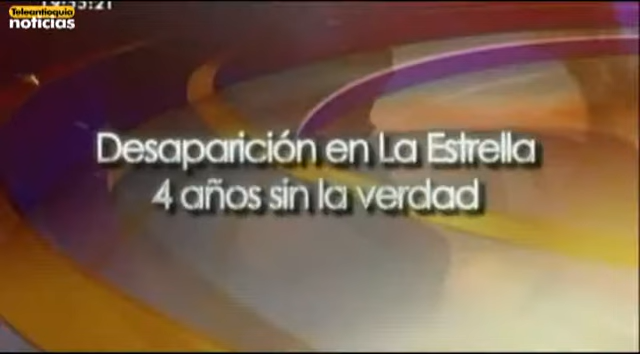 Teleantioquia
noticias
Desaparición en La Estrella
4 años sin la verdad